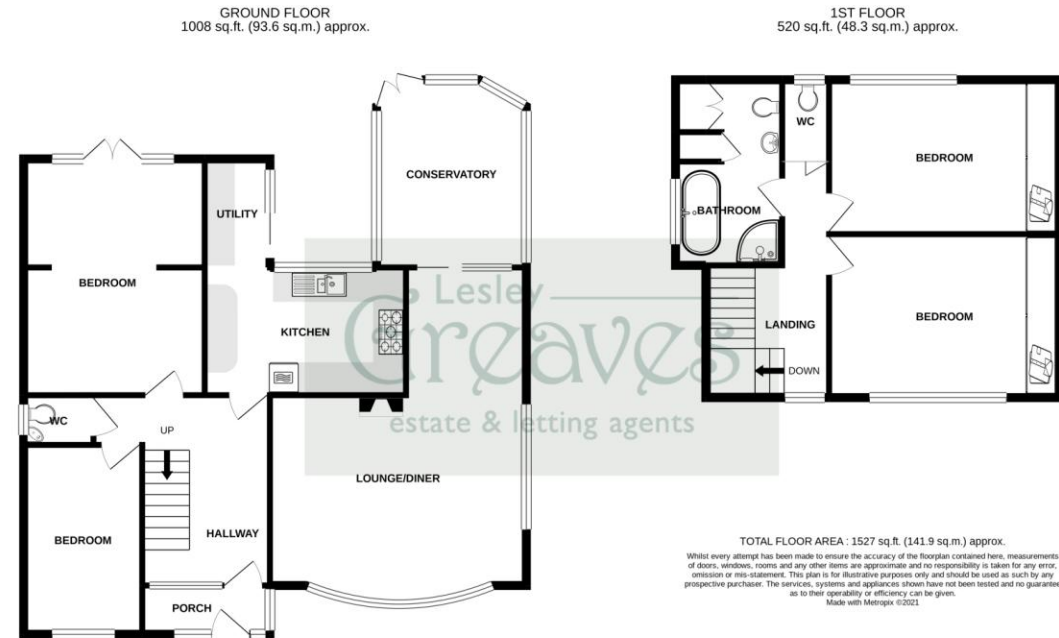 GROUND FLOOR
1008 sq.ft. (93.6 sq.m.) approx.
1ST FLOOR
520 sq.ft. (48.3 sq.m.) approx.
CONSERVATORY
UTILITY
BEDROOM
KITCHEN
WC
UP
LOUNGE/DINER
HALLWAY
BEDROOM
PORCH
WC
BEDROOM
BATHROOM
LANDING
BEDROOM
DOWN
Lesley
Greaves
estate & letting agents
TOTAL FLOOR AREA : 1527 sq.ft. (141.9 sq.m.) approx.
Whilst every attempt has been made to ensure the accuracy of the floorplan contained here, measurements
of doors, windows, rooms and any other items are approximate and no responsibility is taken for any error,
omission or mis-statement. This plan is for illustrative purposes only and should be used as such by any
prospective purchaser. The services, systems and appliances shown have not been tested and no guarantee
as to their operability or efficiency can be given.
Made with Metropix ©2021